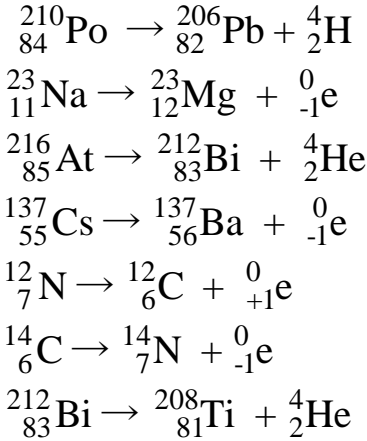 ²¹⁰₈₄Po → ²⁰⁶₈₂Pb + ⁴₂H
²³₁₁Na → ²³₁₂Mg + ⁰₋₁e
²¹⁶₈₅At → ²¹²₈₃Bi + ⁴₂He
¹³⁷₅₅Cs → ¹³⁷₅₆Ba + ⁰₋₁e
¹²₇N → ¹²₆C + ⁰₊₁e
¹⁴₆C → ¹⁴₇N + ⁰₋₁e
²¹²₈₃Bi → ²⁰⁸₈₁Ti + ⁴₂He